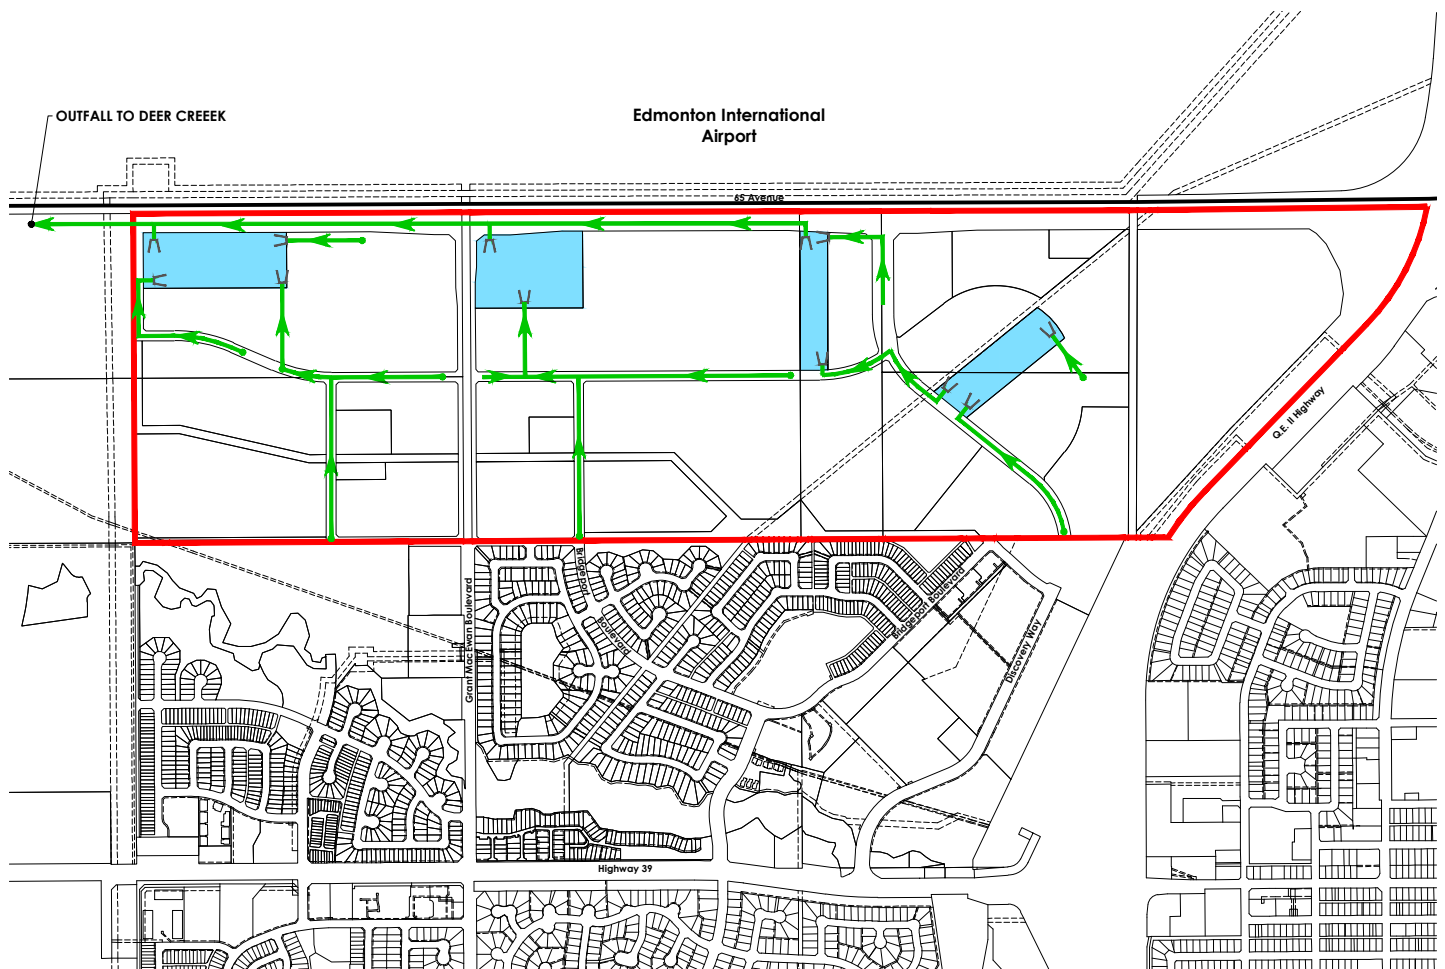 OUTFALL TO DEER CREEEK
Edmonton International
Airport
65 Avenue
Q.E. II Highway
Grant MacEwan Boulevard
Bridgeport
Boulevard
Bridgeport Boulevard
Discovery Way
Highway 39